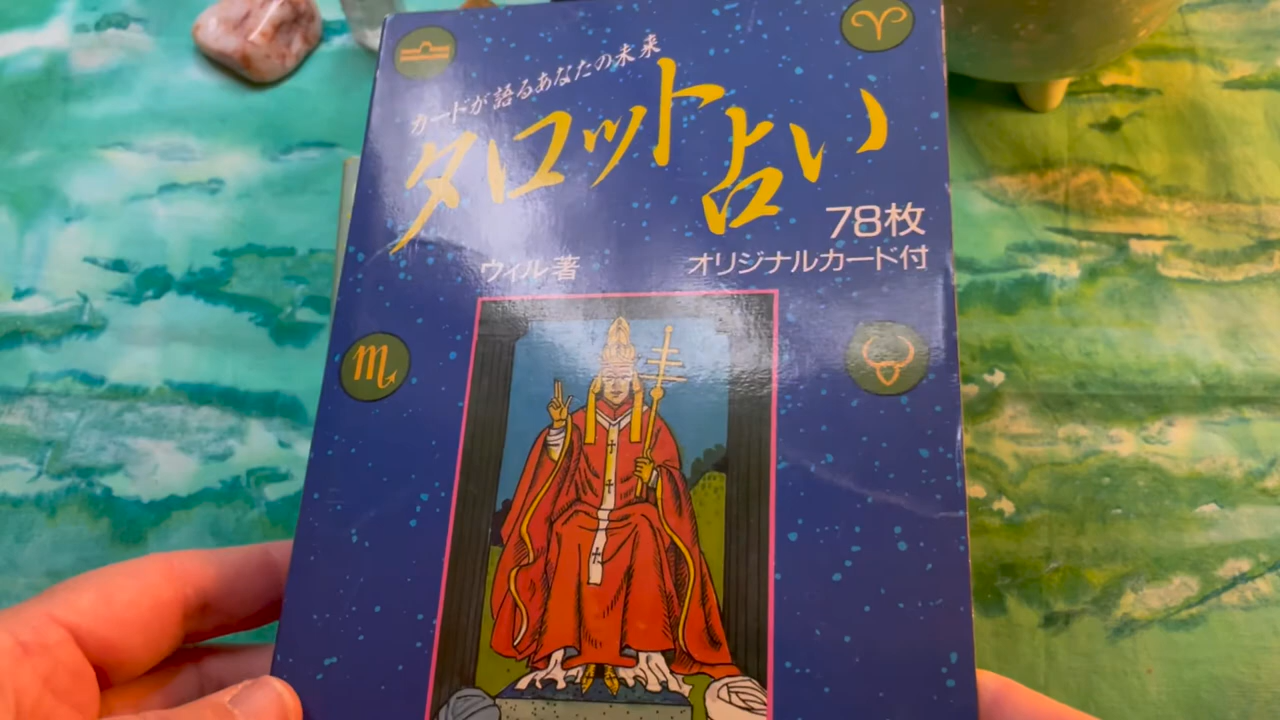 カードが語るあなたの未来
タロット占い
78枚
ウィル著
オリジナルカード付